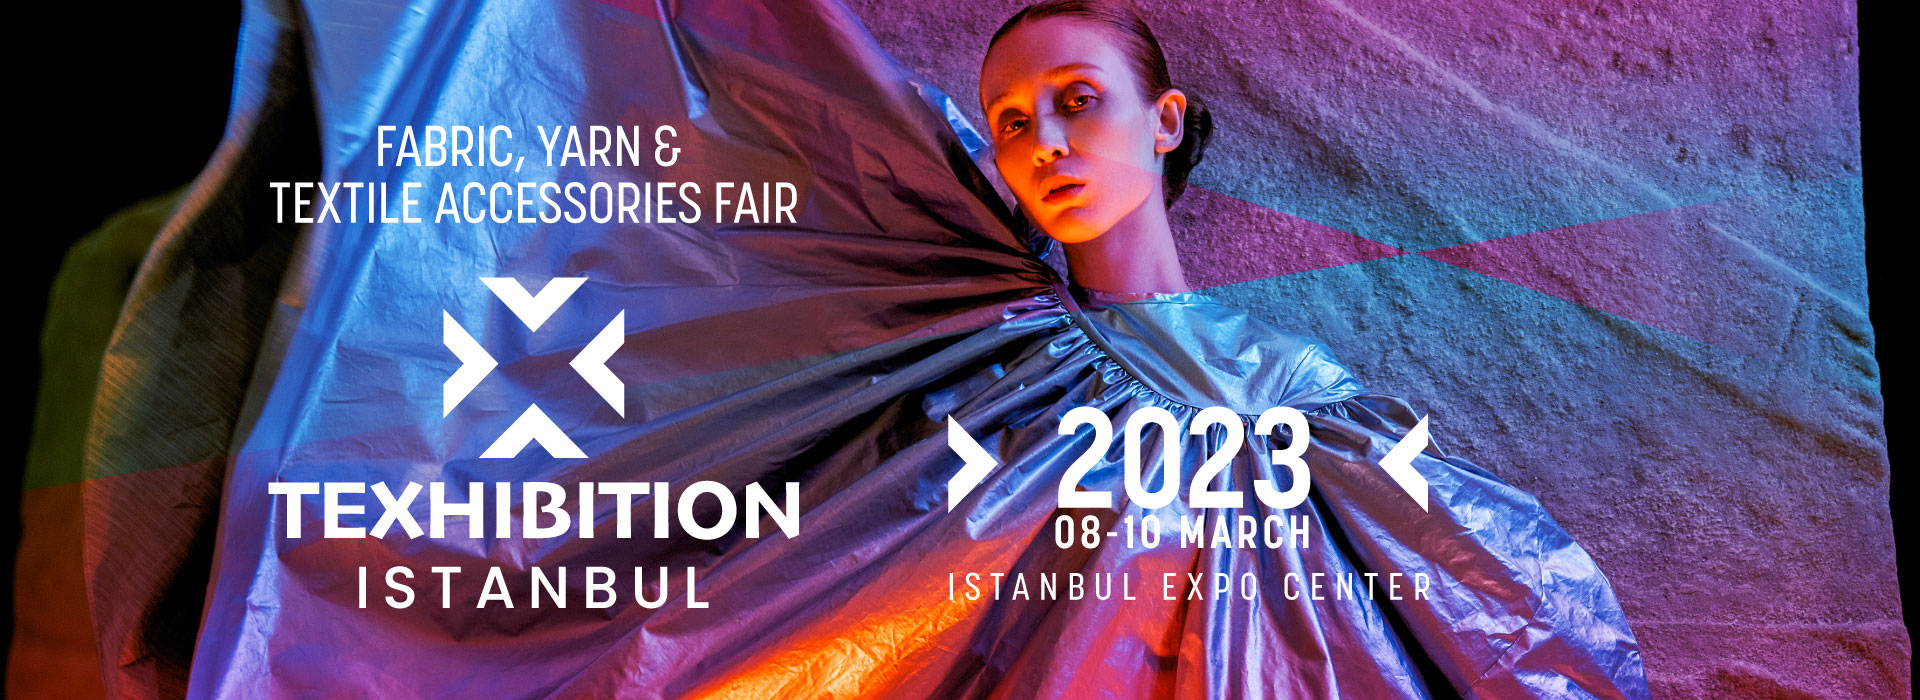 FABRIC, YARN &
TEXTILE ACCESSORIES FAIR
TEXHIBITION
ISTANBUL
2023
08-10 MARCH
ISTANBUL EXPO CENTER